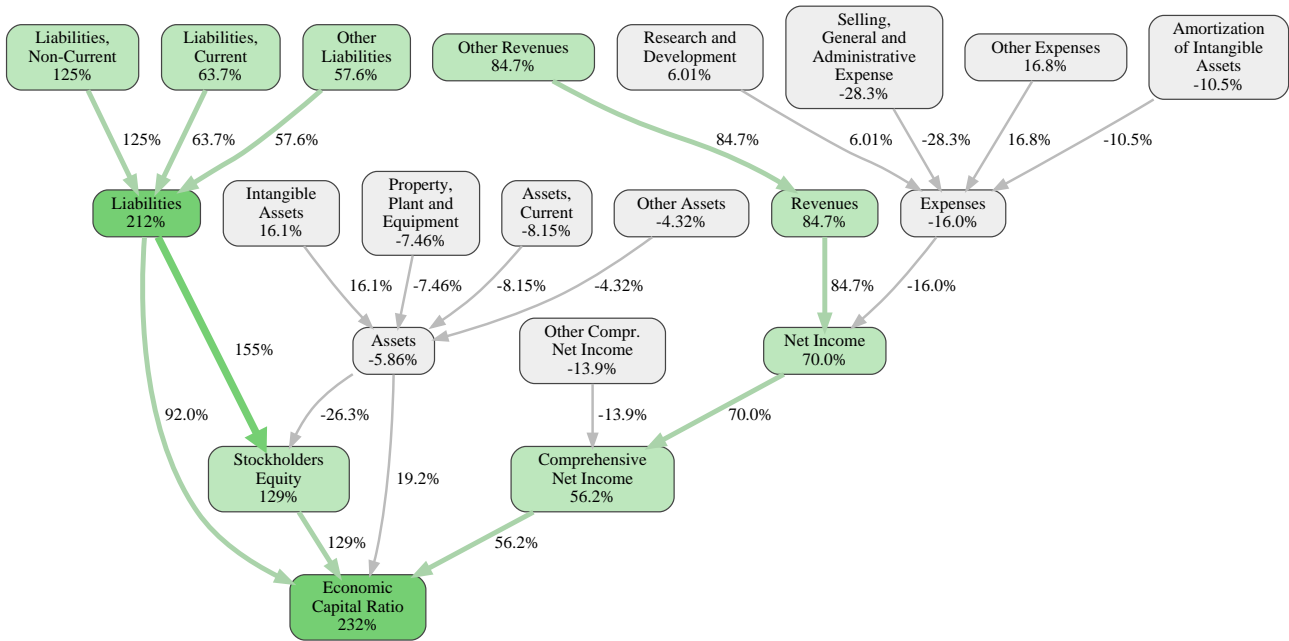 Liabilities,
Non-Current
125%
Liabilities,
Current
63.7%
Other
Liabilities
57.6%
Other Revenues
84.7%
Research and
Development
6.01%
Selling,
General and
Administrative
Expense
-28.3%
Other Expenses
16.8%
Amortization
of Intangible
Assets
-10.5%
125%
63.7%
57.6%
84.7%
6.01%
-28.3%
16.8%
-10.5%
Liabilities
212%
Intangible
Assets
16.1%
Property,
Plant and
Equipment
-7.46%
Assets,
Current
-8.15%
Other Assets
-4.32%
Revenues
84.7%
Expenses
-16.0%
16.1%
-7.46%
-8.15%
-4.32%
84.7%
-16.0%
155%
Assets
-5.86%
Other Compr.
Net Income
-13.9%
Net Income
70.0%
92.0%
-26.3%
-13.9%
70.0%
Stockholders
Equity
129%
19.2%
Comprehensive
Net Income
56.2%
129%
56.2%
Economic
Capital Ratio
232%